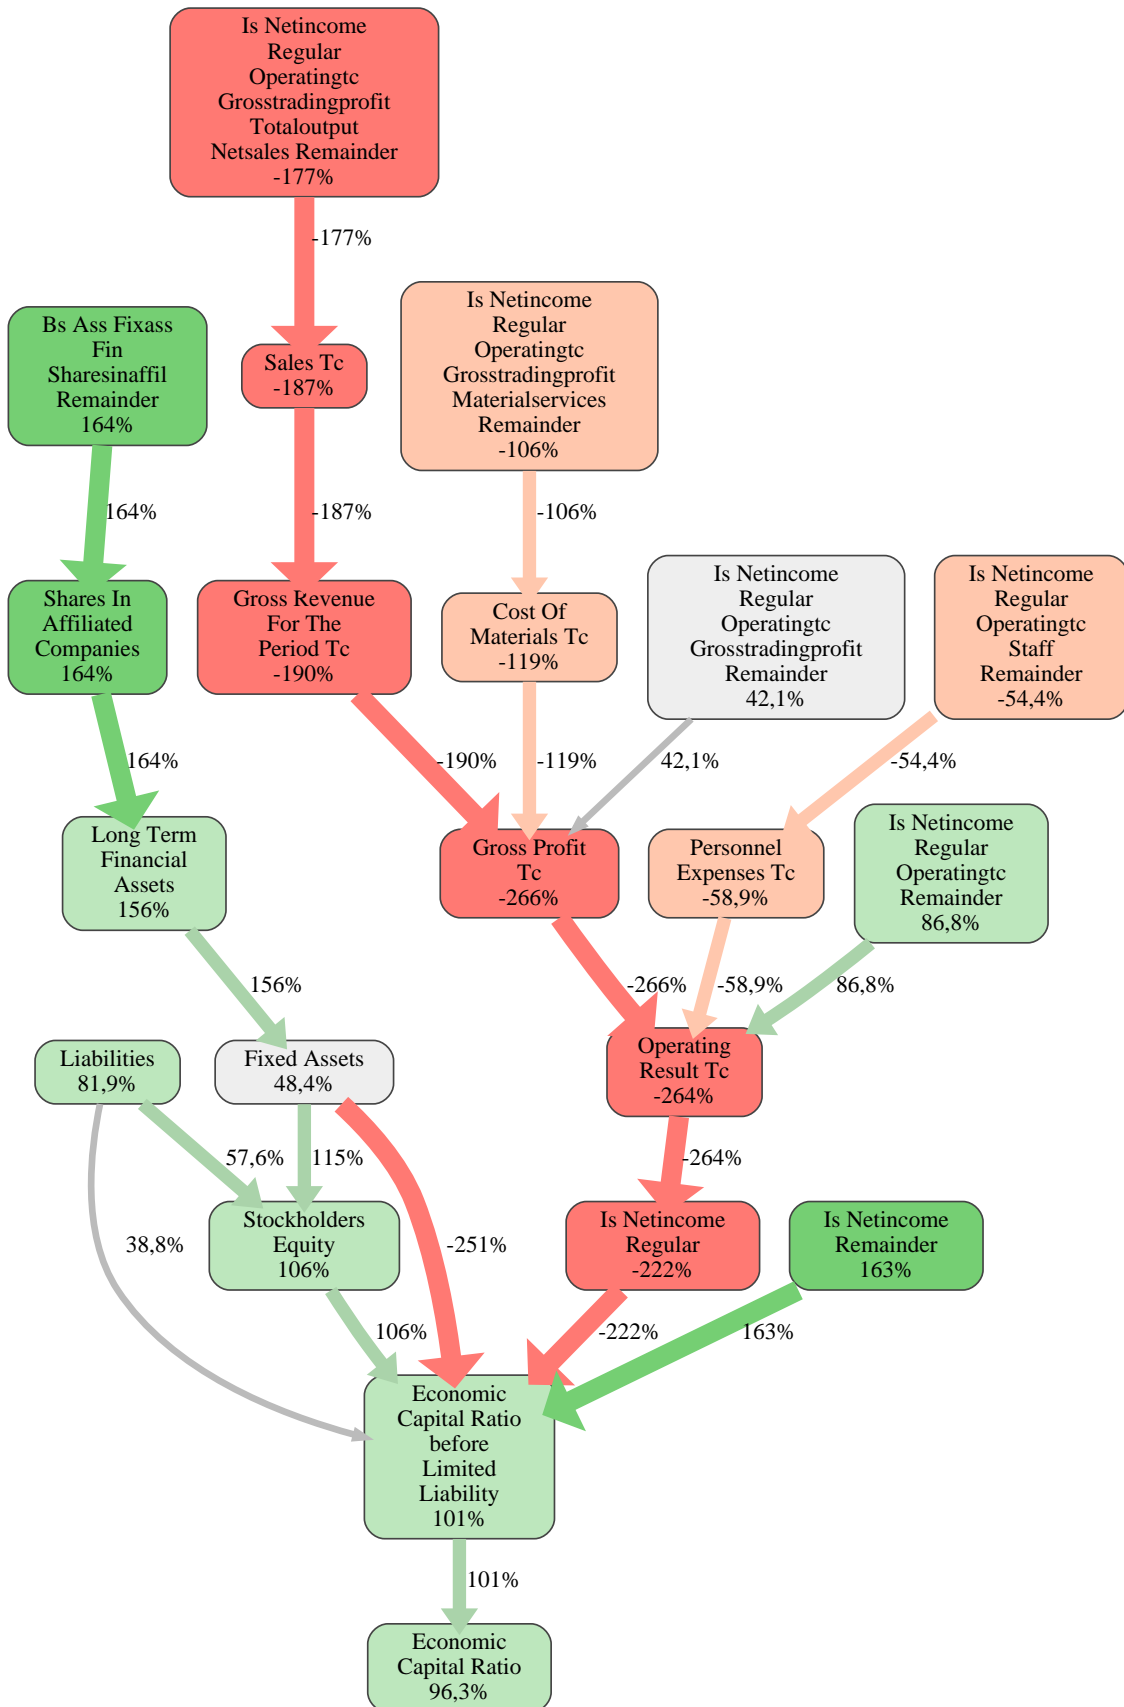 Is Netincome
Regular
Operatingtc
Grosstradingprofit
Totaloutput
Netsales Remainder
-177%
-177%
Bs Ass Fixass
Fin
Sharesinaffil
Remainder
164%
Sales Tc
-187%
Is Netincome
Regular
Operatingtc
Grosstradingprofit
Materialservices
Remainder
-106%
164%
-187%
-106%
Shares In
Affiliated
Companies
164%
Gross Revenue
For The
Period Tc
-190%
Cost Of
Materials Tc
-119%
Is Netincome
Regular
Operatingtc
Grosstradingprofit
Remainder
42,1%
Is Netincome
Regular
Operatingtc
Staff
Remainder
-54,4%
164%
-190%
-119%
42,1%
-54,4%
Long Term
Financial
Assets
156%
Gross Profit
Tc
-266%
Personnel
Expenses Tc
-58,9%
Is Netincome
Regular
Operatingtc
Remainder
86,8%
156%
-266%
-58,9%
86,8%
Liabilities
81,9%
Fixed Assets
48,4%
Operating
Result Tc
-264%
57,6%
115%
-264%
38,8%
Stockholders
Equity
106%
-251%
Is Netincome
Regular
-222%
Is Netincome
Remainder
163%
106%
-222%
163%
Economic
Capital Ratio
before
Limited
Liability
101%
101%
Economic
Capital Ratio
96,3%